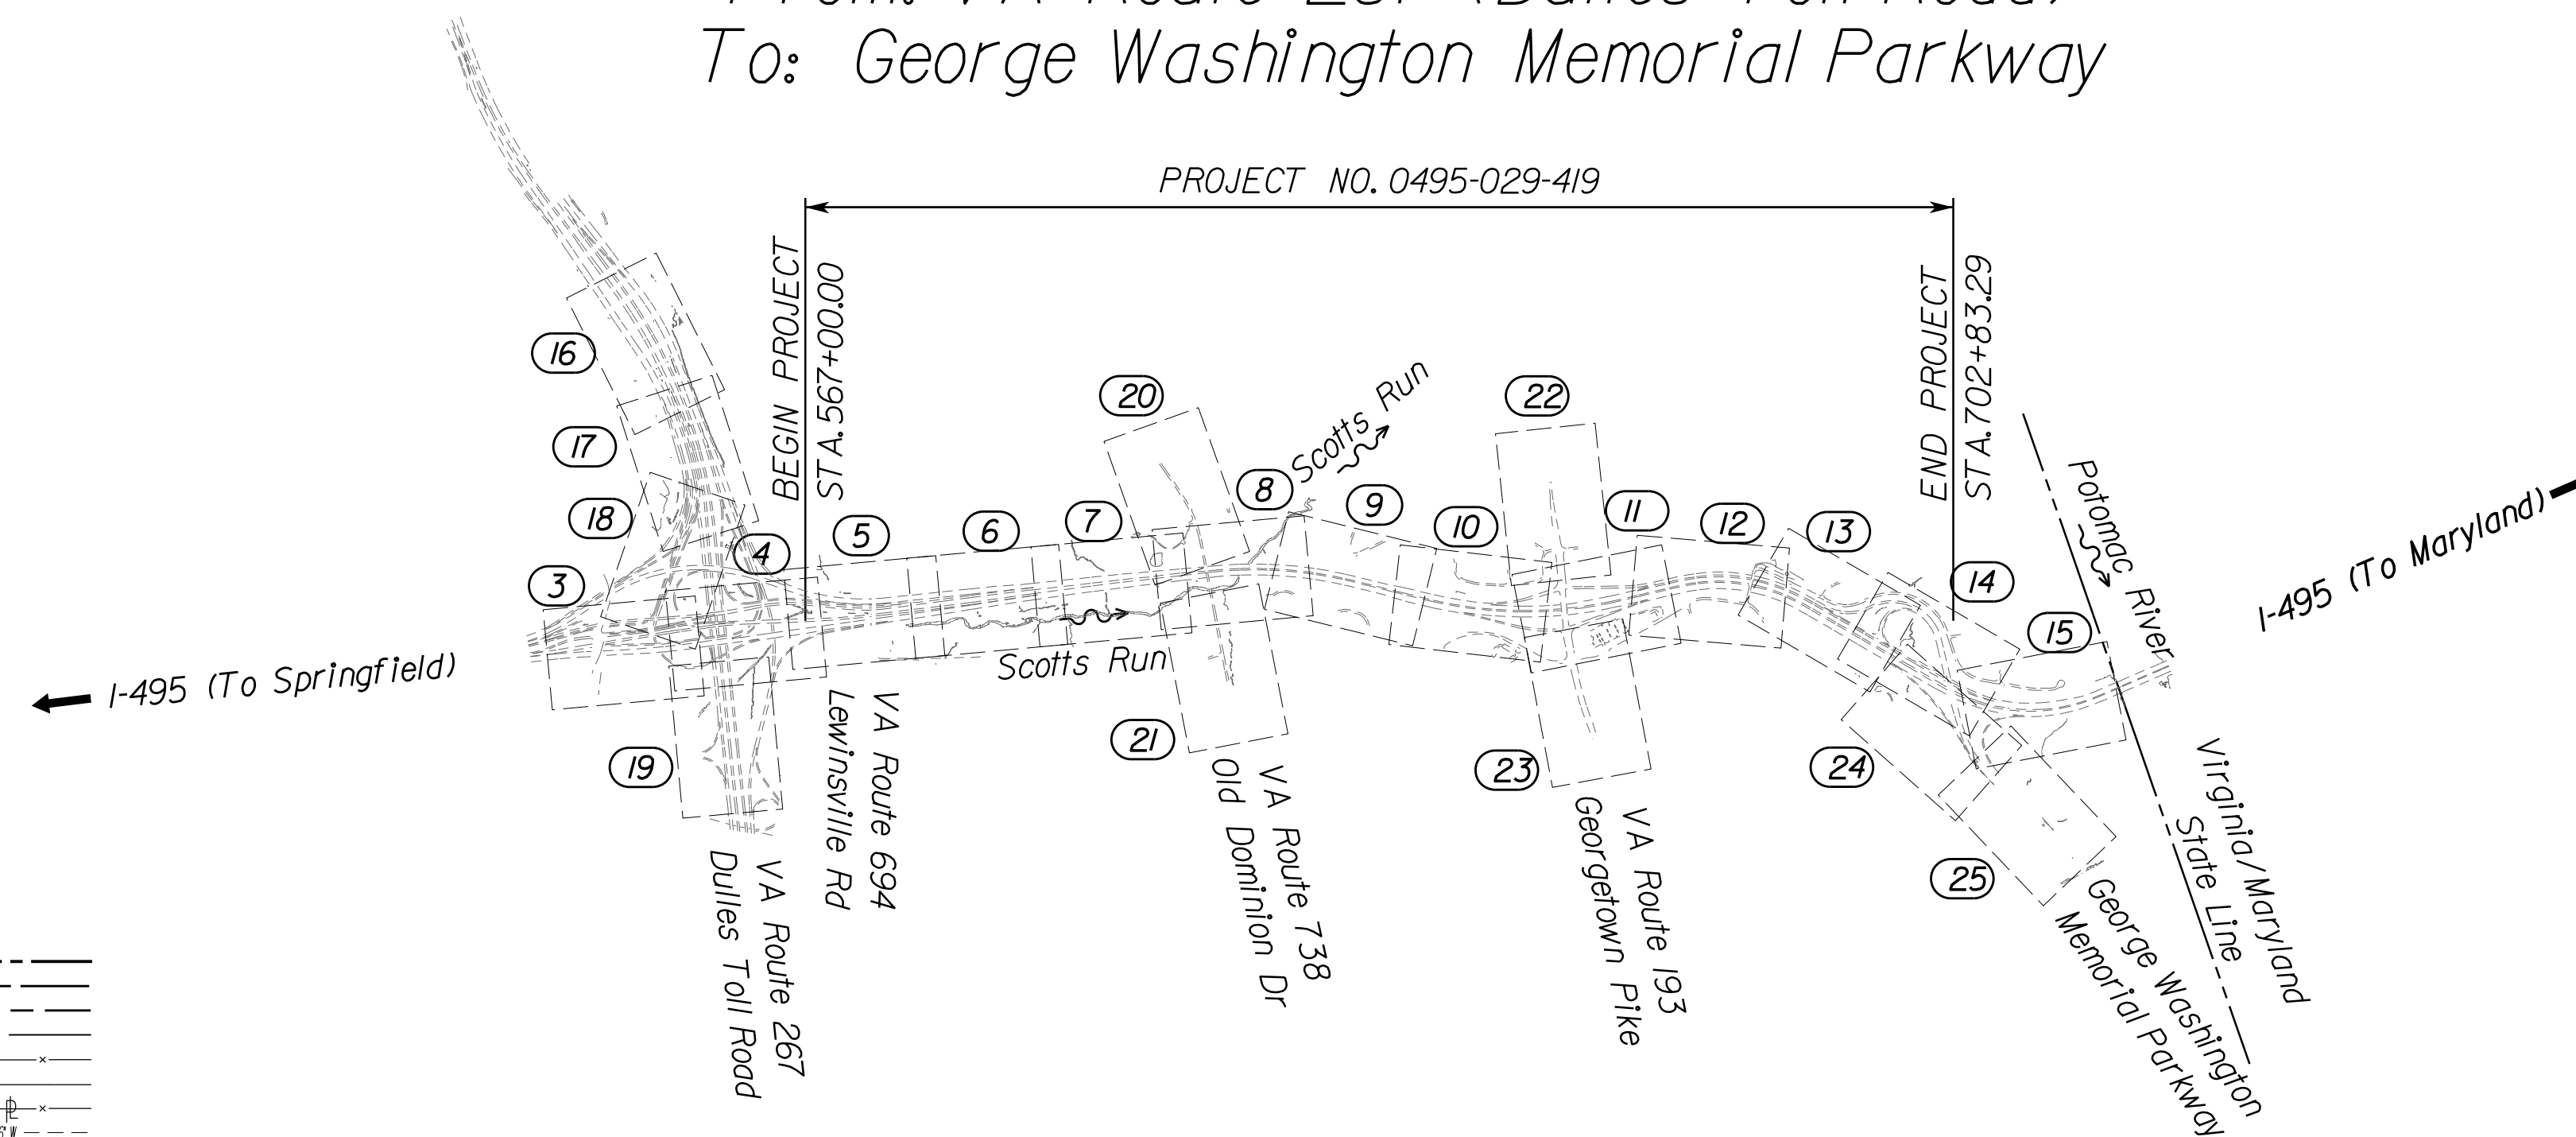 To: George Washington Memorial Parkway
PROJECT NO. 0495-029-419
BEGIN PROJECT
STA. 567+00.00
END PROJECT
STA. 702+83.29
16
17
18
3
4
5
6
7
20
8
Scotts Run
9
10
22
11
12
13
14
15
Potomac River
I-495 (To Maryland)
I-495 (To Springfield)
Scotts Run
19
21
23
24
25
VA Route 267
Dulles Toll Road
VA Route 694
Lewinsville Rd
VA Route 738
Old Dominion Dr
VA Route 193
Georgetown Pike
George Washington
Memorial Parkway
Virginia/Maryland
State Line